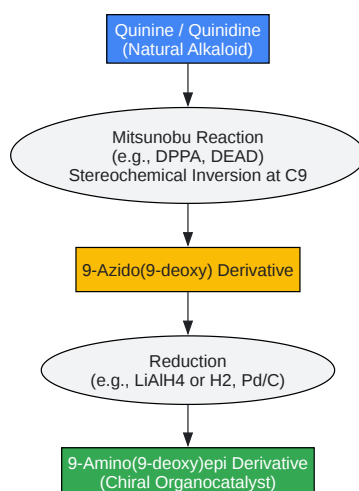 Quinine / Quinidine
(Natural Alkaloid)
Mitsunobu Reaction
(e.g., DPPA, DEAD)
Stereochemical Inversion at C9
9-Azido(9-deoxy) Derivative
Reduction
(e.g., LiAlH4 or H2, Pd/C)
9-Amino(9-deoxy)epi Derivative
(Chiral Organocatalyst)